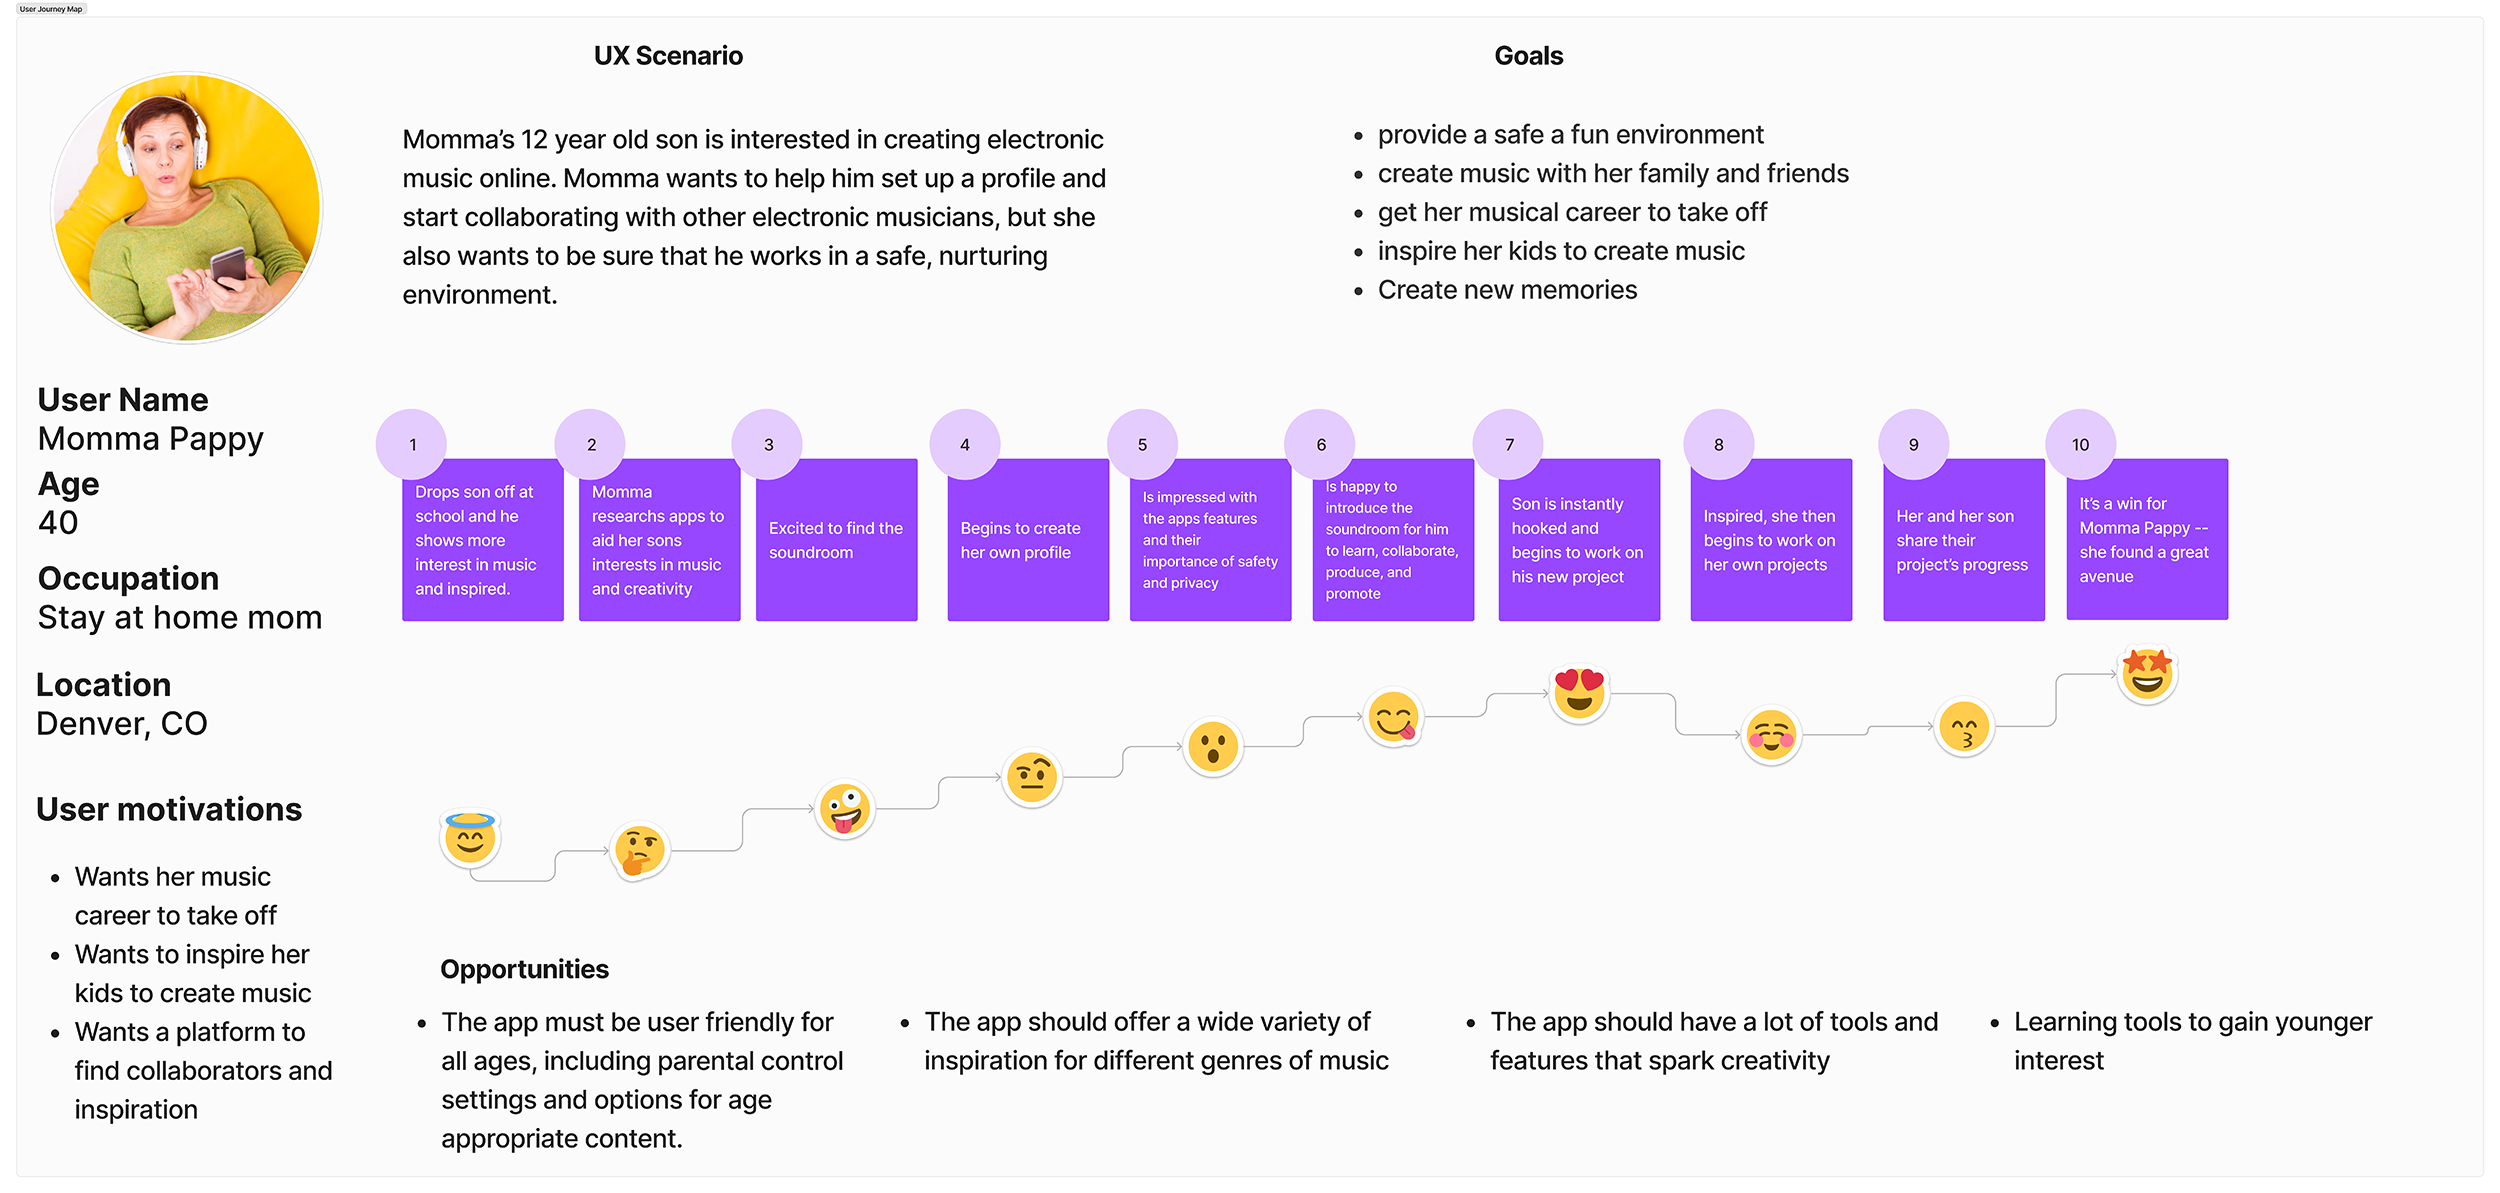 User Journey Map
UX Scenario
Momma’s 12 year old son is interested in creating electronic
music online. Momma wants to help him set up a profile and
start collaborating with other electronic musicians, but she
also wants to be sure that he works in a safe, nurturing
environment.
Goals
• provide a safe a fun environment
• create music with her family and friends
• get her musical career to take off
• inspire her kids to create music
• Create new memories
User Name
Momma Pappy
Age
40
Occupation
Stay at home mom
Location
Denver, CO
User motivations
• Wants her music
career to take off
• Wants to inspire her
kids to create music
• Wants a platform to
find collaborators and
inspiration
1
Drops son off at
school and he
shows more
interest in music
and inspired.
2
Momma
researchs apps to
aid her sons
interests in music
and creativity
3
Excited to find the
soundroom
4
Begins to create
her own profile
5
Is impressed with
the apps features
and their
importance of safety
and privacy
6
Is happy to
introduce the
soundroom for him
to learn, collaborate,
produce, and
promote
7
Son is instantly
hooked and
begins to work on
his new project
8
Inspired, she then
begins to work on
her own projects
9
Her and her son
share their
project’s progress
10
It’s a win for
Momma Pappy --
she found a great
avenue
Opportunities
• The app must be user friendly for
all ages, including parental control
settings and options for age
appropriate content.
• The app should offer a wide variety of
inspiration for different genres of music
• The app should have a lot of tools and
features that spark creativity
• Learning tools to gain younger
interest